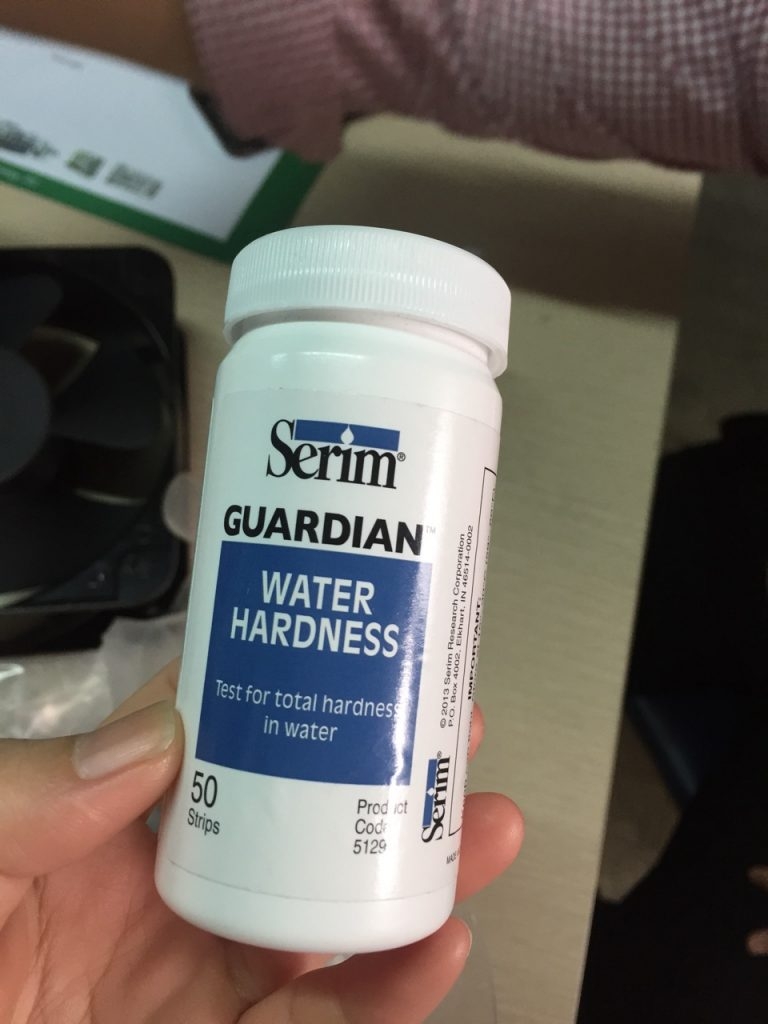 Serim®
GUARDIAN™
WATER
HARDNESS
Test for total hardness
in water
50
Strips
Product
Code
5129
Serim®
© 2013 Serim Research Corporation
P.O. Box 4002, Elkhart, IN 46514-0002
IMPORTANT:
MADE